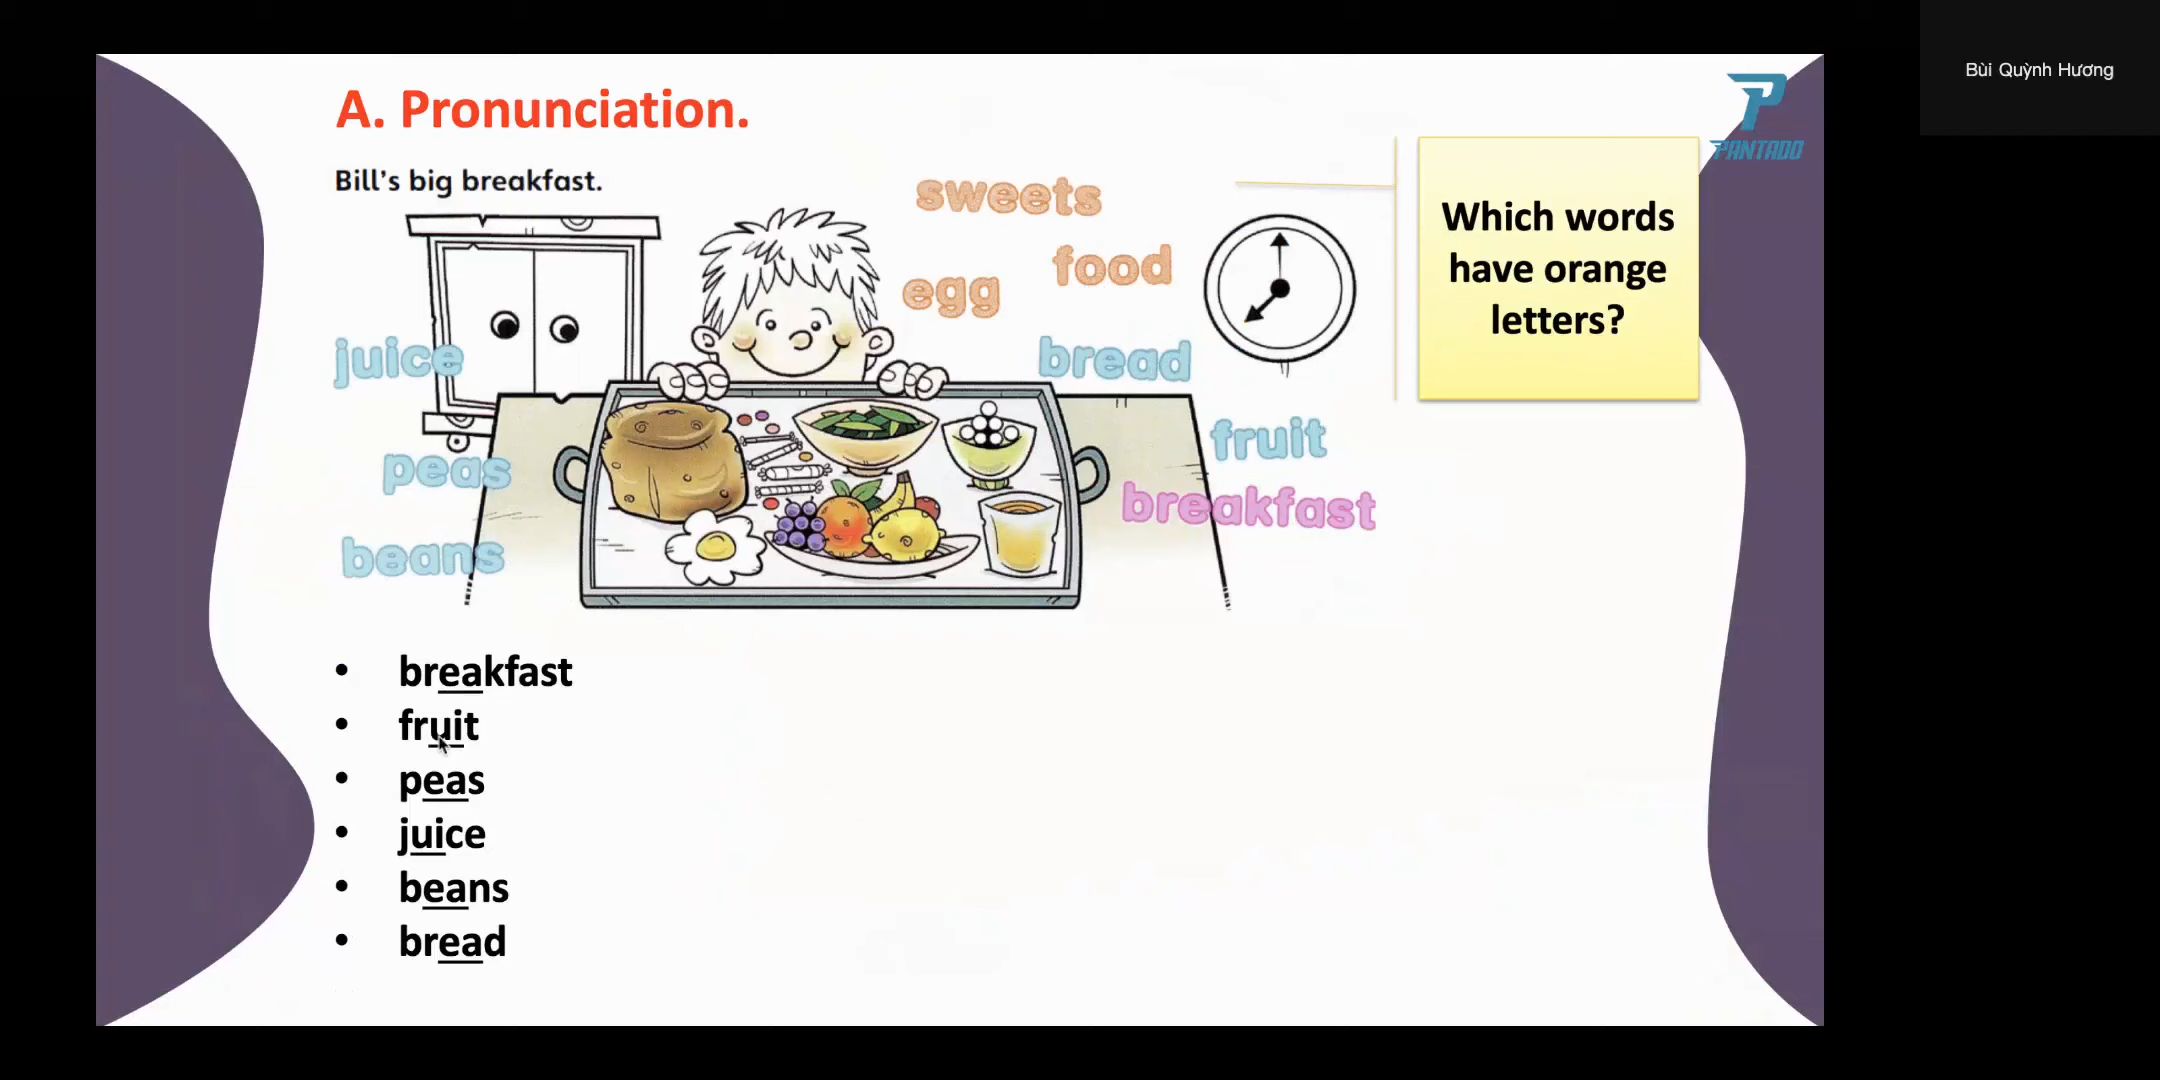 Bùi Quỳnh Hương
PANTADO
A. Pronunciation.
Bill's big breakfast.
sweets
food
egg
juice
bread
fruit
peas
breakfast
beans
Which words
have orange
letters?
• breakfast
• fruit
• peas
• juice
• beans
• bread